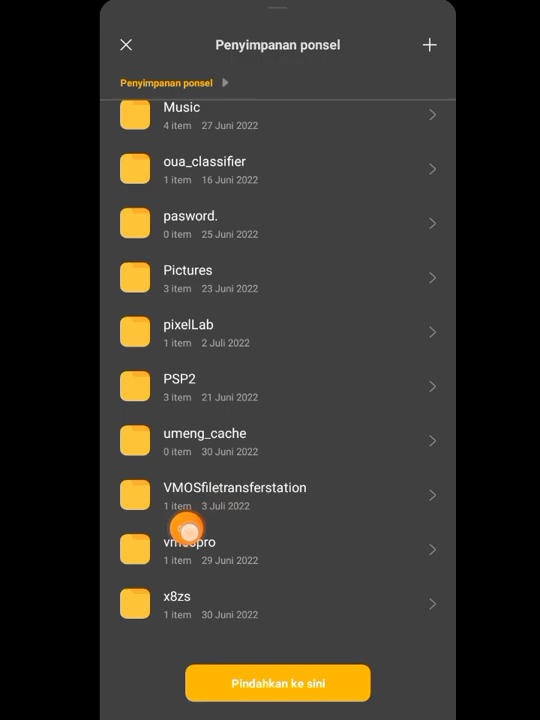 Penyimpanan ponsel
Penyimpanan ponsel
Music
4 item 27 Juni 2022
oua_classifier
1 item 16 Juni 2022
pasword.
0 item 25 Juni 2022
Pictures
3 item 23 Juni 2022
pixelLab
1 item 2 Juli 2022
PSP2
3 item 21 Juni 2022
umeng_cache
0 item 30 Juni 2022
VMOSfiletransferstation
1 item 3 Juli 2022
1 item 29 Juni 2022
x8zs
1 item 30 Juni 2022
Pindahkan ke sini